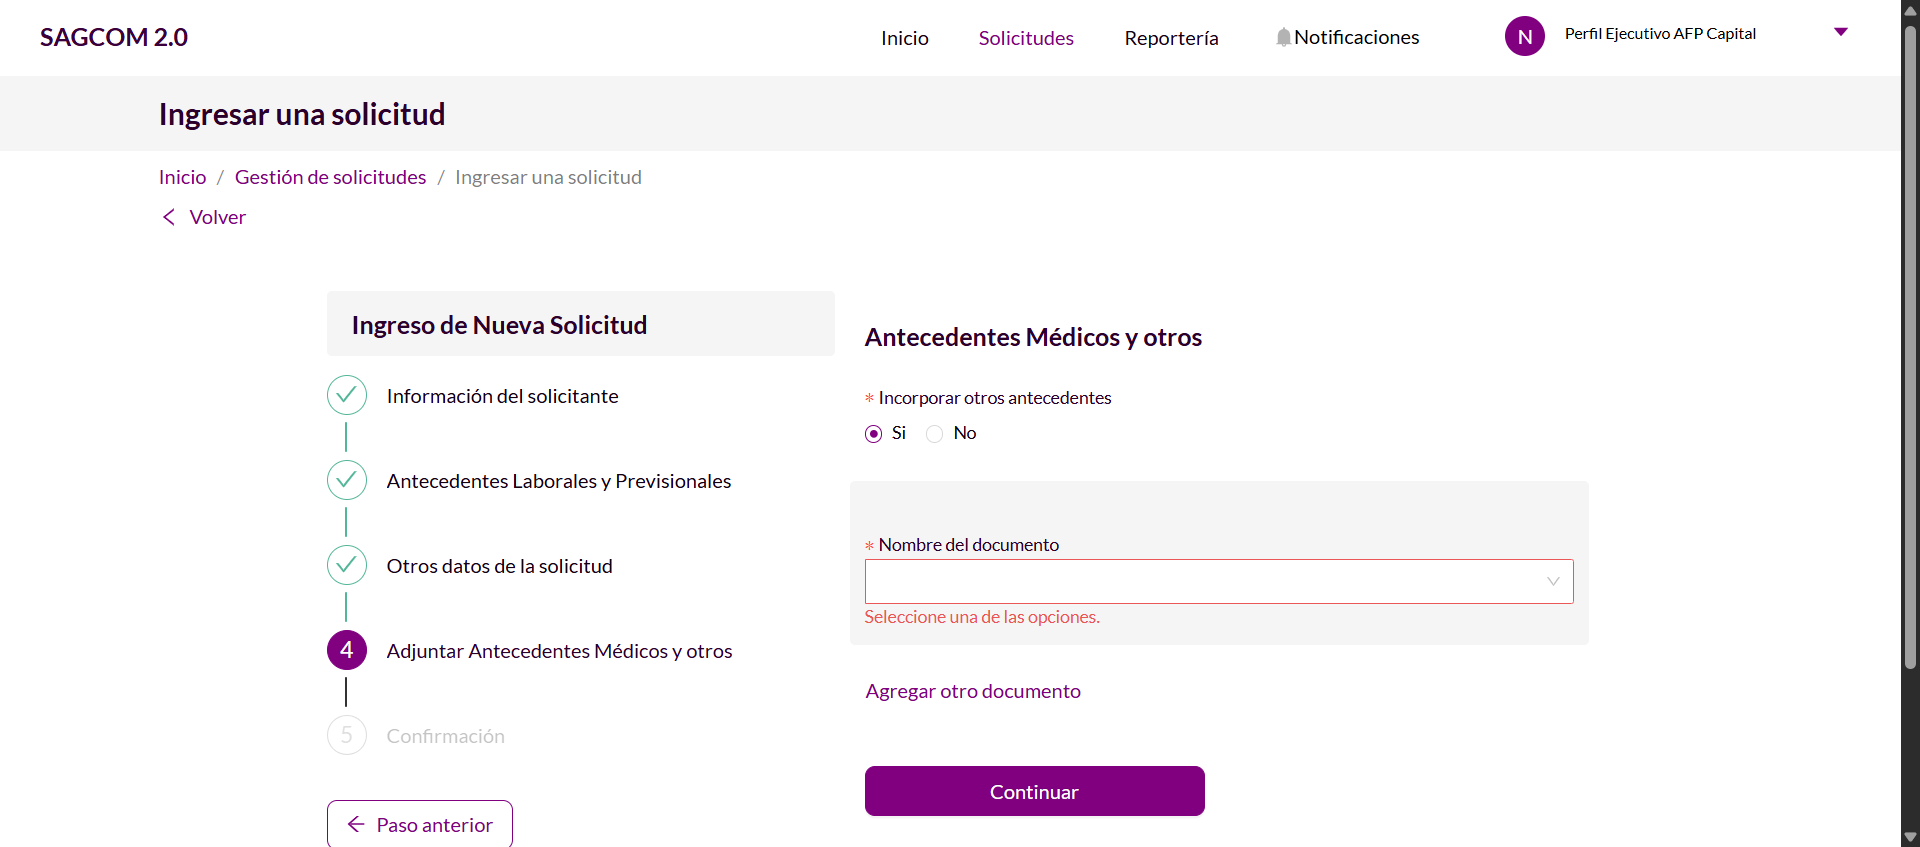 SAGCOM 2.0
Inicio
Solicitudes
Reportería
Notificaciones
N
Perfil Ejecutivo AFP Capital
Ingresar una solicitud
Inicio / Gestión de solicitudes / Ingresar una solicitud
Volver
Ingreso de Nueva Solicitud
Información del solicitante
Antecedentes Laborales y Previsionales
Otros datos de la solicitud
4 Adjuntar Antecedentes Médicos y otros
5 Confirmación
Paso anterior
Antecedentes Médicos y otros
* Incorporar otros antecedentes
Si No
* Nombre del documento
Seleccione una de las opciones.
Agregar otro documento
Continuar